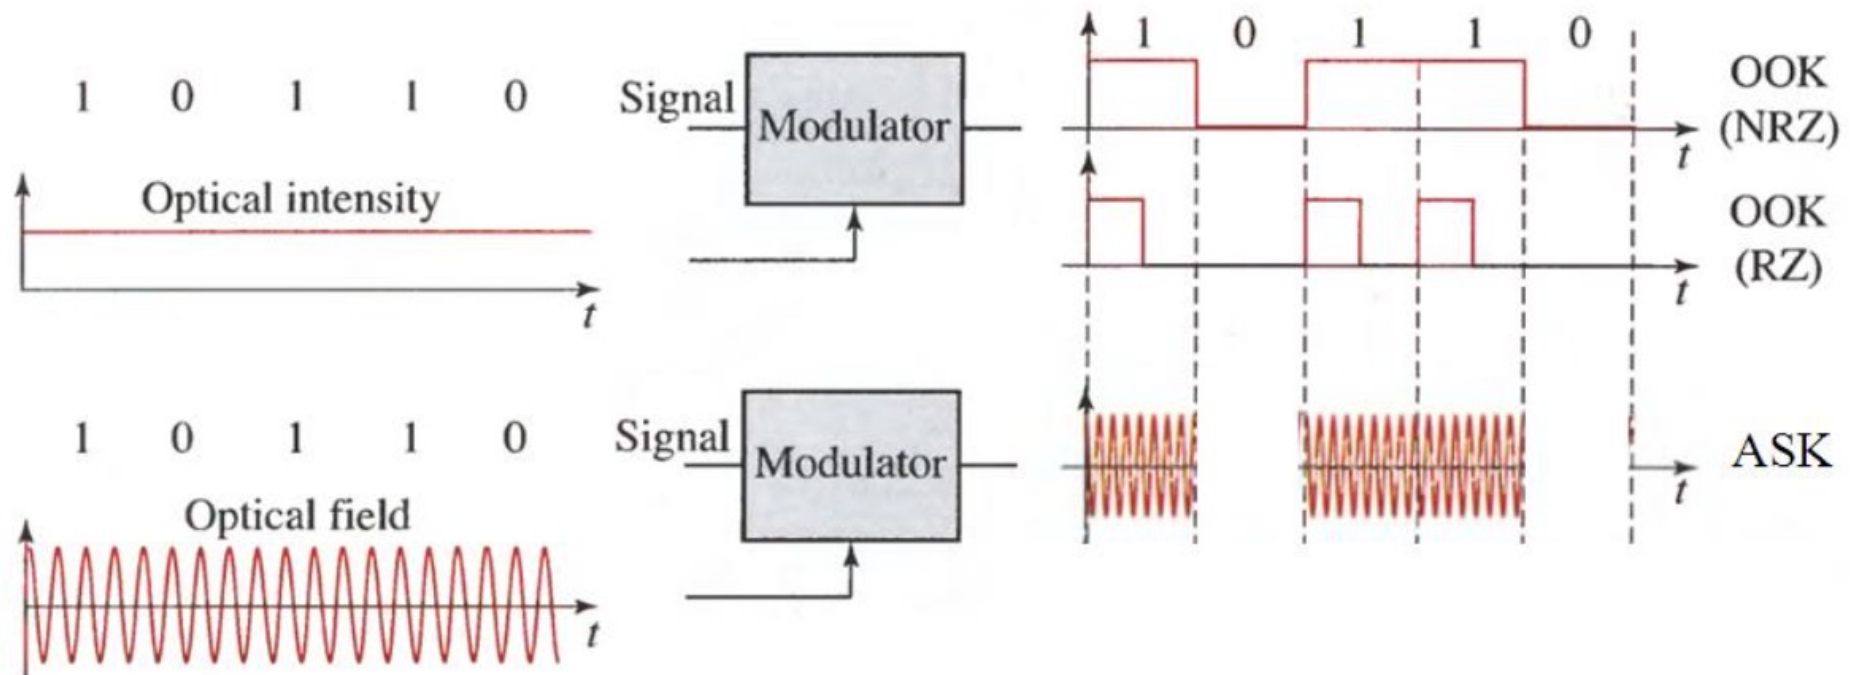 1 0 1 1 0
Optical intensity
t
Signal
Modulator
1 0 1 1 0
OOK
(NRZ)
t
OOK
(RZ)
t
1 0 1 1 0
Optical field
t
Signal
Modulator
ASK
t